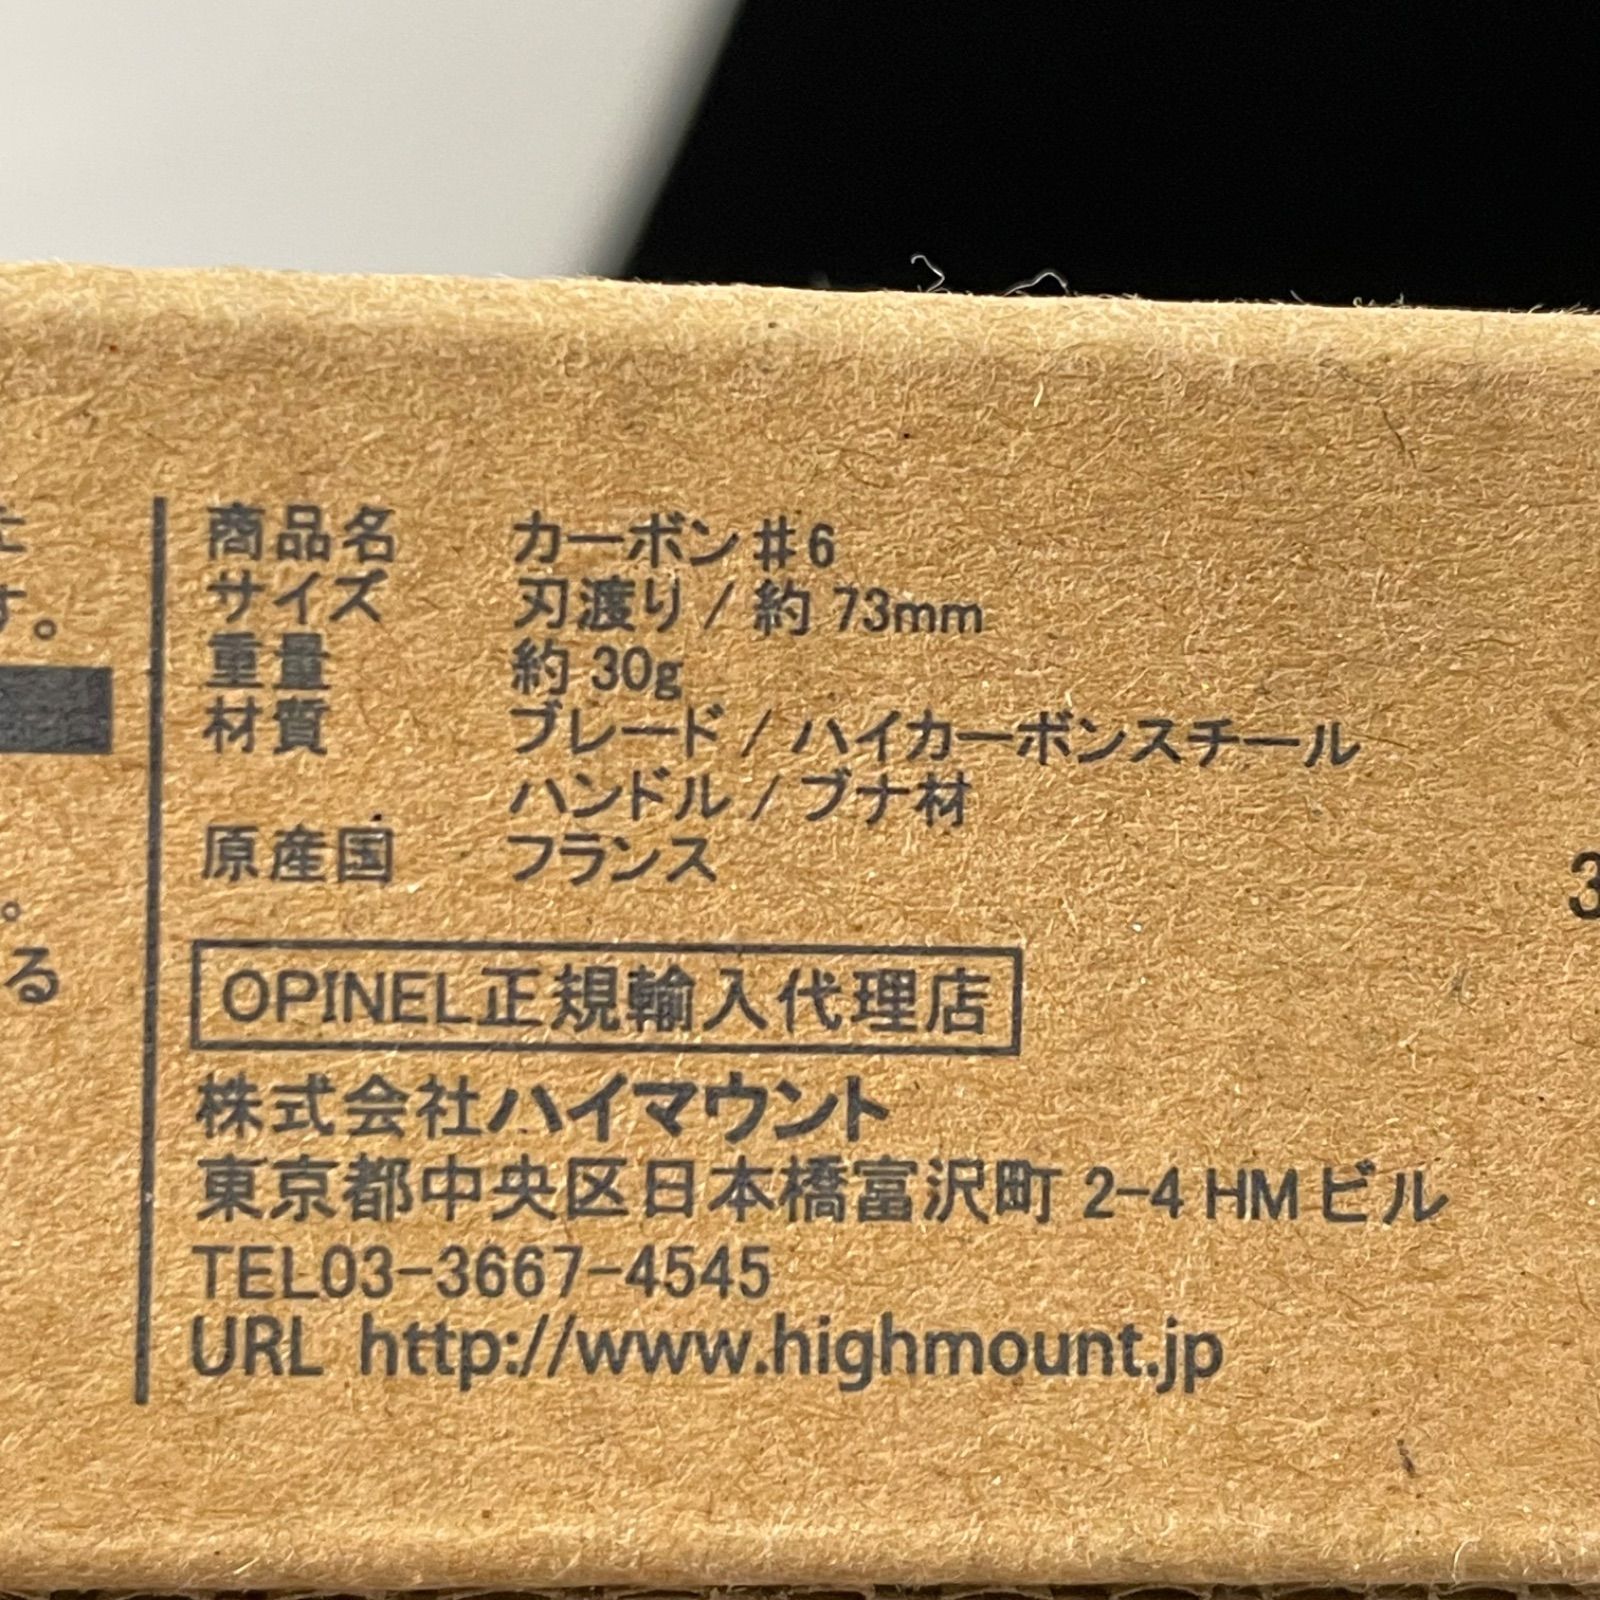 商品名 カーボン♯6
サイズ 刃渡り / 約 73mm
重量 約 30g
材質 ブレード / ハイカーボンスチール
ハンドル / ブナ材
原産国 フランス
す。
。
る
3
OPINEL正規輸入代理店
株式会社ハイマウント
東京都中央区日本橋富沢町 2-4 HM ビル
TEL03-3667-4545
URL http://www.highmount.jp